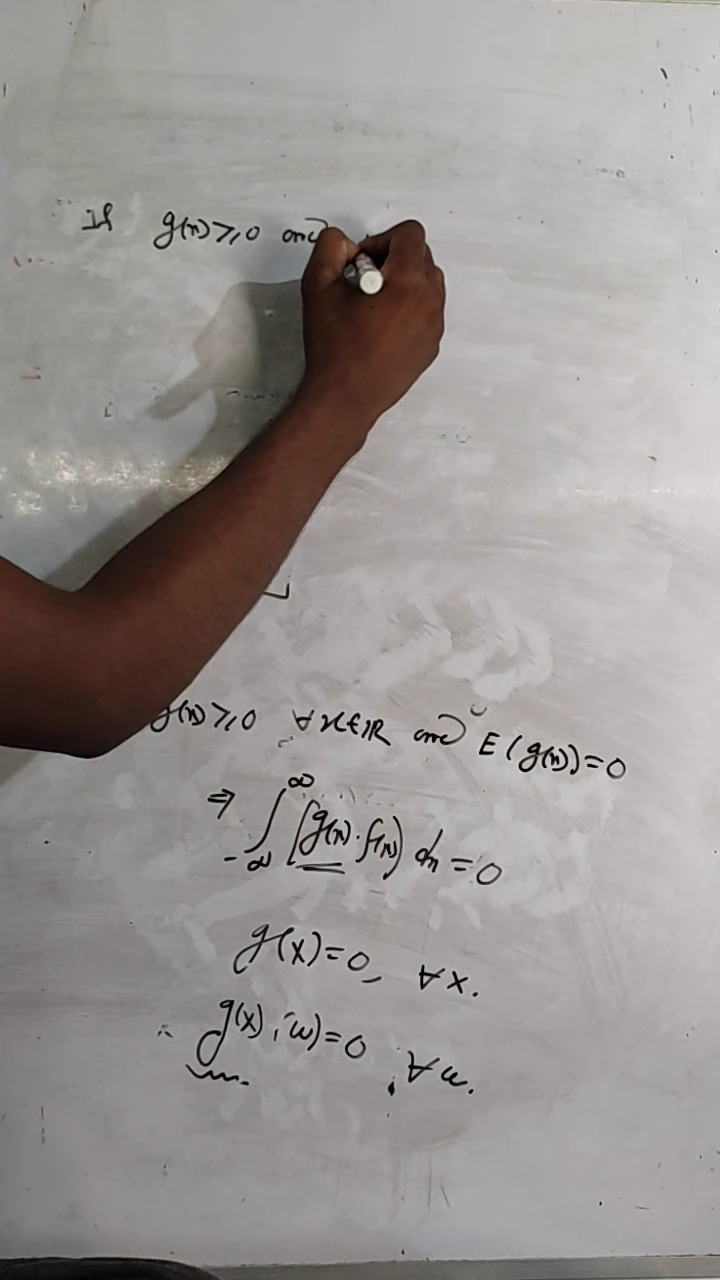 If g(x) ≥ 0 and
g(x) ≥ 0 ∀ x ∈ ℝ and E(g(x)) = 0
⇒ ∫_{-∞}^{∞} [g(x) · f(x)] dx = 0
g(x) = 0, ∀ x.
g(x), ω) = 0, ∀ ω.